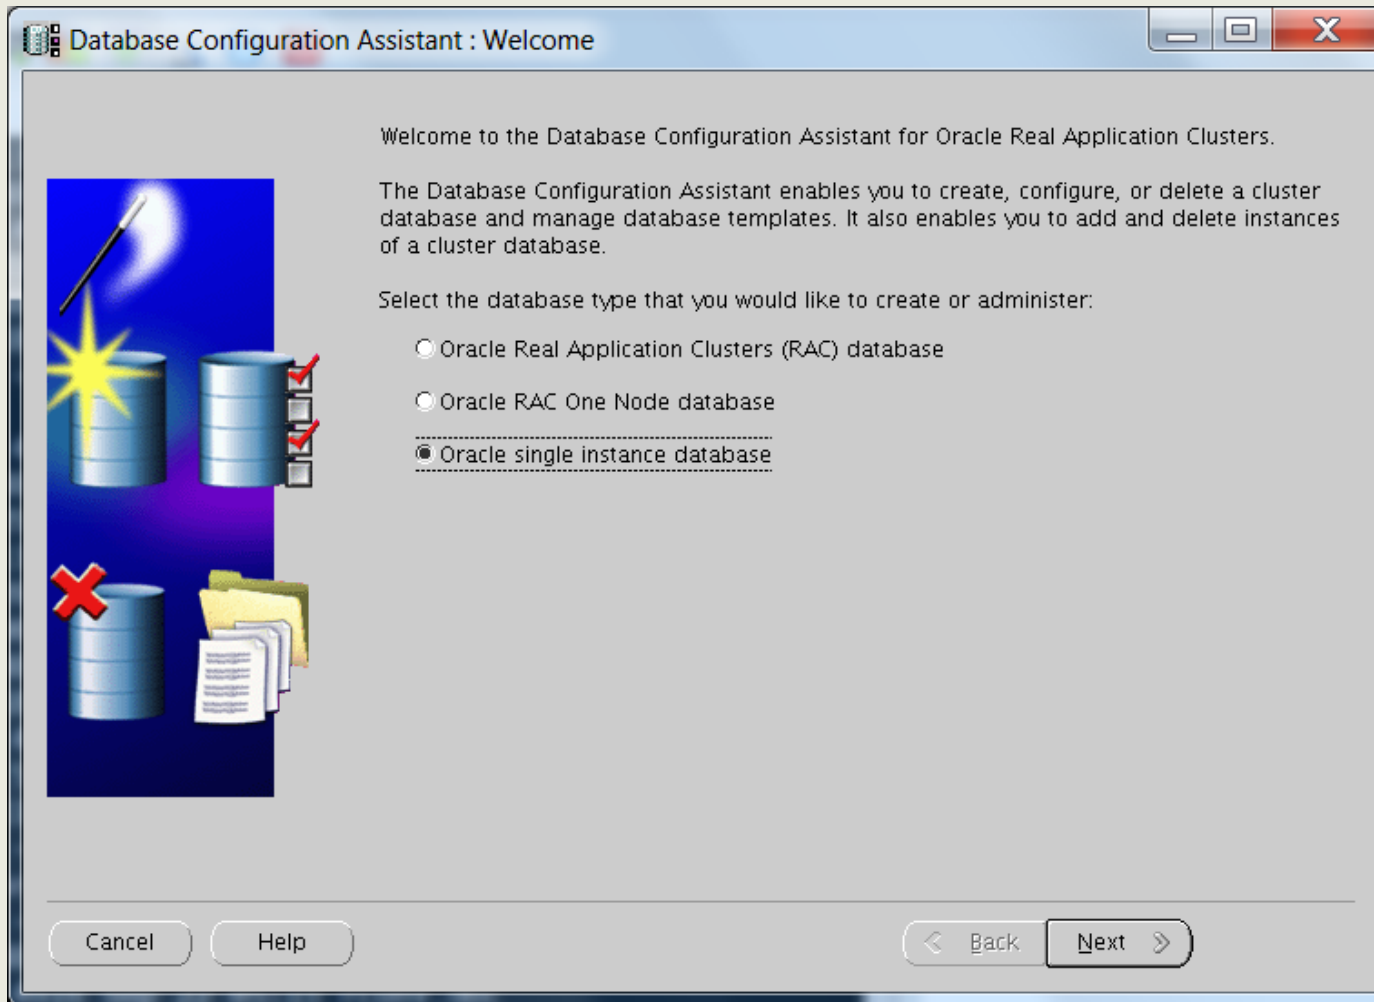 Database Configuration Assistant : Welcome
Welcome to the Database Configuration Assistant for Oracle Real Application Clusters.
The Database Configuration Assistant enables you to create, configure, or delete a cluster
database and manage database templates. It also enables you to add and delete instances
of a cluster database.
Select the database type that you would like to create or administer:
Oracle Real Application Clusters (RAC) database
Oracle RAC One Node database
Oracle single instance database
Cancel
Help
Back
Next